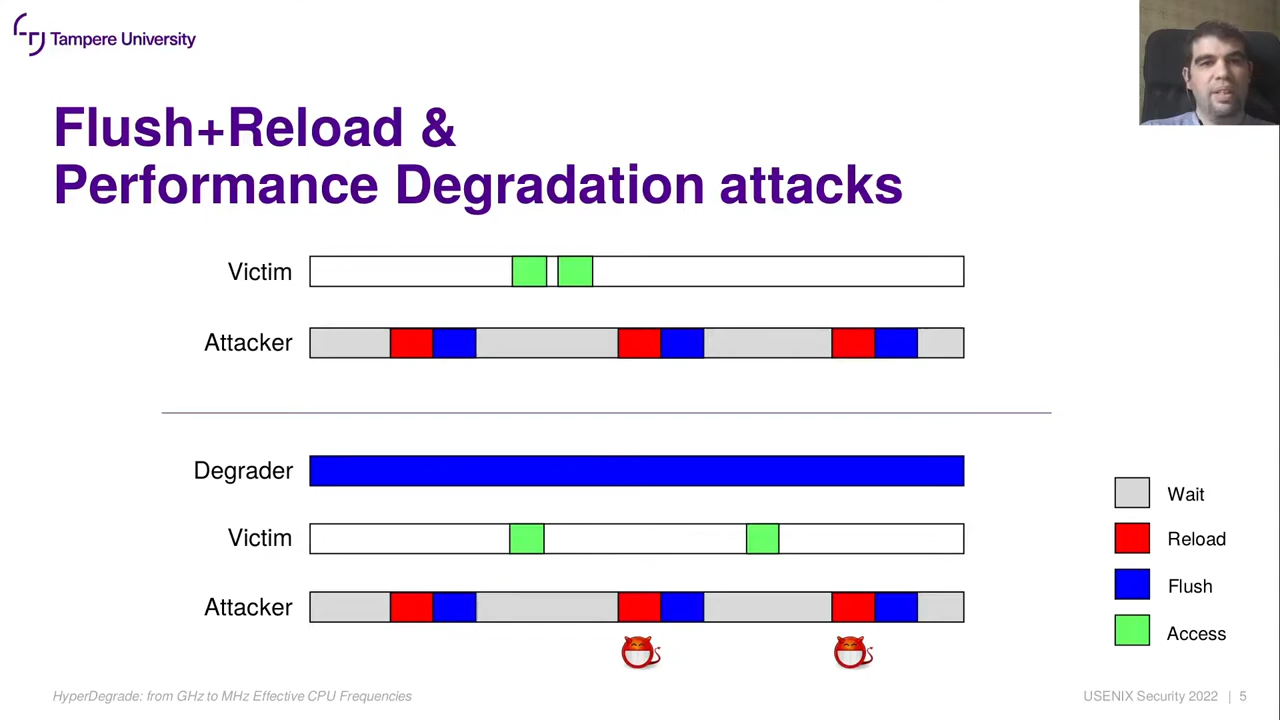 Tampere University
Flush+Reload &
Performance Degradation attacks
Victim
Attacker
Degrader
Victim
Attacker
Wait
Reload
Flush
Access
HyperDegrade: from GHz to MHz Effective CPU Frequencies
USENIX Security 2022 | 5